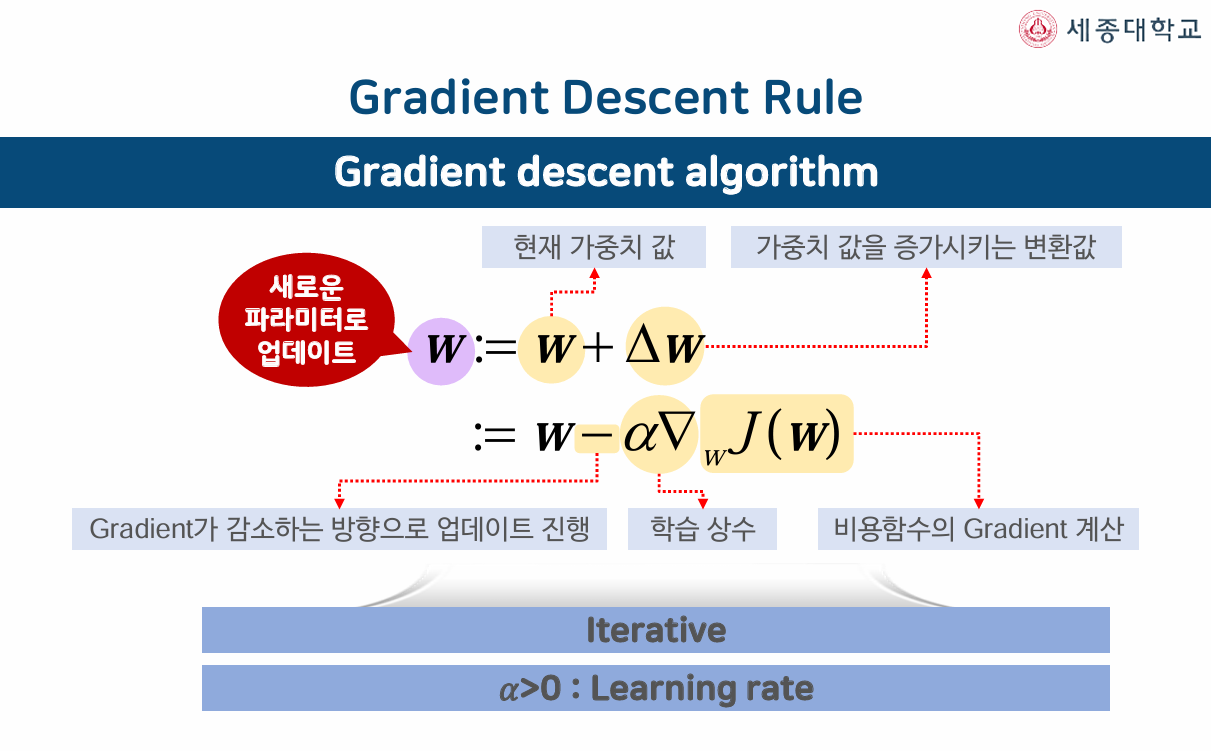 세종대학교
Gradient Descent Rule
Gradient descent algorithm
현재 가중치 값
가중치 값을 증가시키는 변환값
새로운
파라미터로
업데이트
w := w + Δw
:= w − α∇_w J(w)
Gradient가 감소하는 방향으로 업데이트 진행
학습 상수
비용함수의 Gradient 계산
Iterative
α>0 : Learning rate